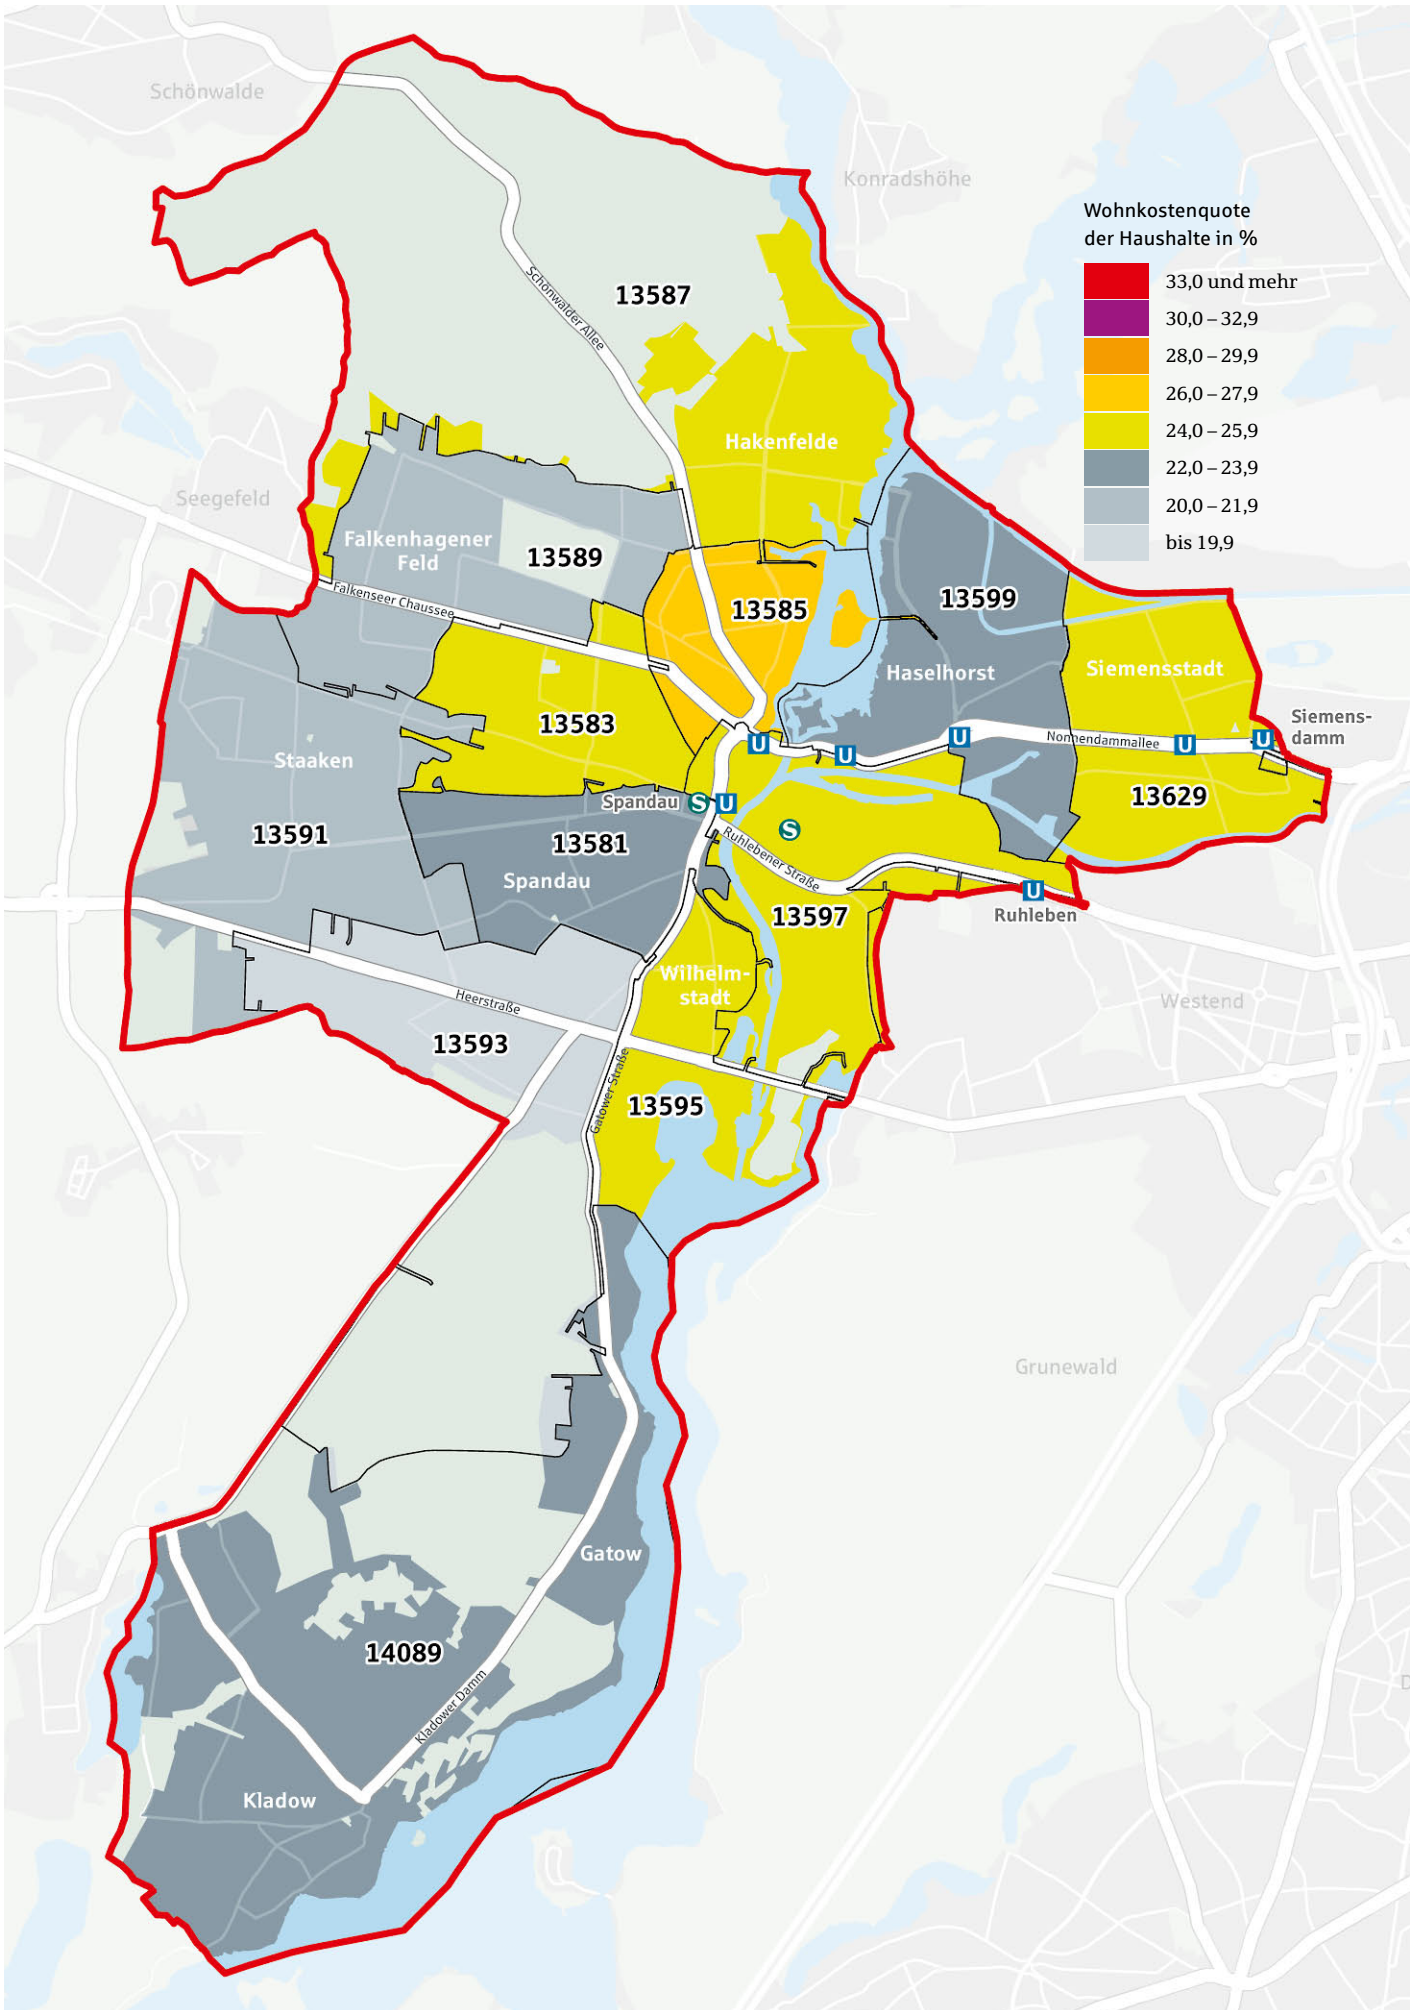 Schönwalde
Konradshöhe
Wohnkostenquote
der Haushalte in %
33,0 und mehr
30,0 – 32,9
28,0 – 29,9
26,0 – 27,9
24,0 – 25,9
22,0 – 23,9
20,0 – 21,9
bis 19,9
13587
Schönwalder Allee
Hakenfelde
Seegefeld
Falkenhagener
Feld
13589
Falkenseer Chaussee
13585
13599
Haselhorst
Siemensstadt
13583
Siemens-
damm
Nonnendammallee
U
U
U
U
U
Staaken
13629
Spandau
S
U
S
13591
13581
Ruhlebener Straße
Spandau
U
Ruhleben
13597
Wilhelm-
stadt
Westend
Heerstraße
13593
Gatower Straße
13595
Grunewald
Gatow
14089
Kladower Damm
Kladow